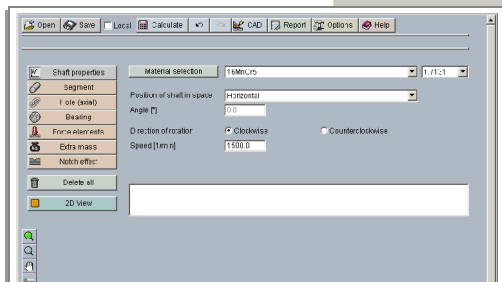 Open Save Local Calculate CAD Report Options Help
Shaft properties Material selection 16MnCr5 1.7131
Segment
Hole (axial) Position of shaft in space Horizontal
Bearing Angle [°] 0.0
Force elements Direction of rotation Clockwise Counterclockwise
Extra mass Speed [1/min] 1500.0
Notch effect
Delete all
2D View